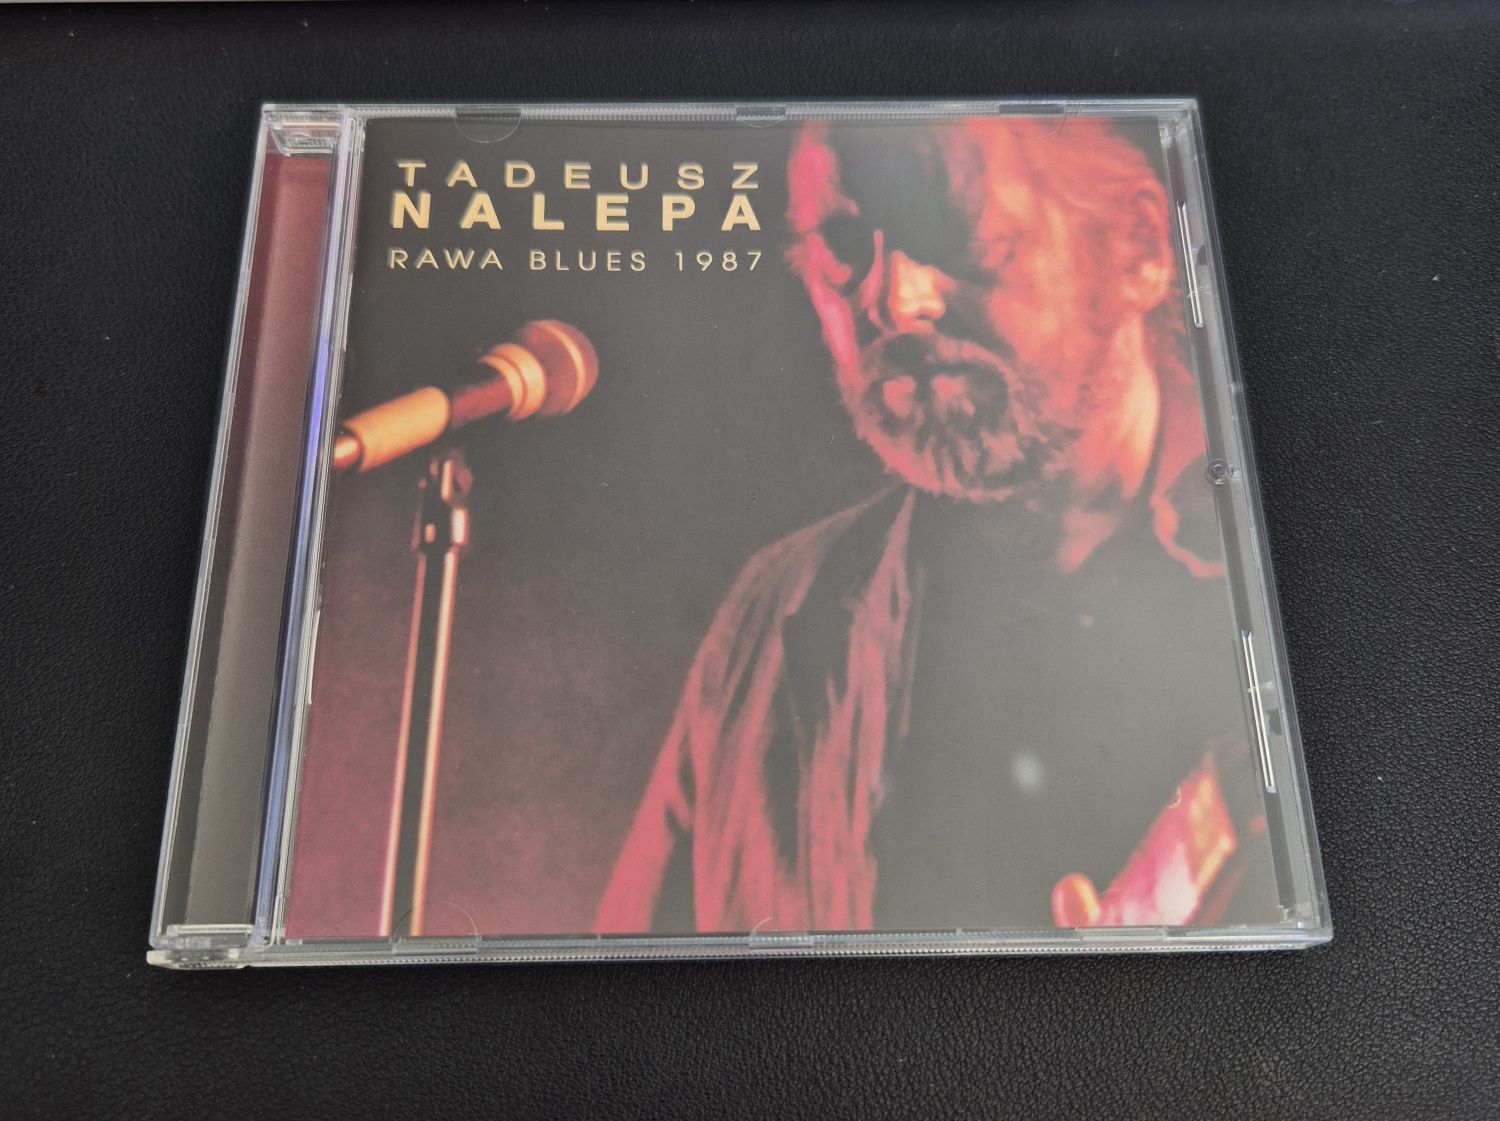 TADEUSZ
NALEPA
RAWA BLUES 1987